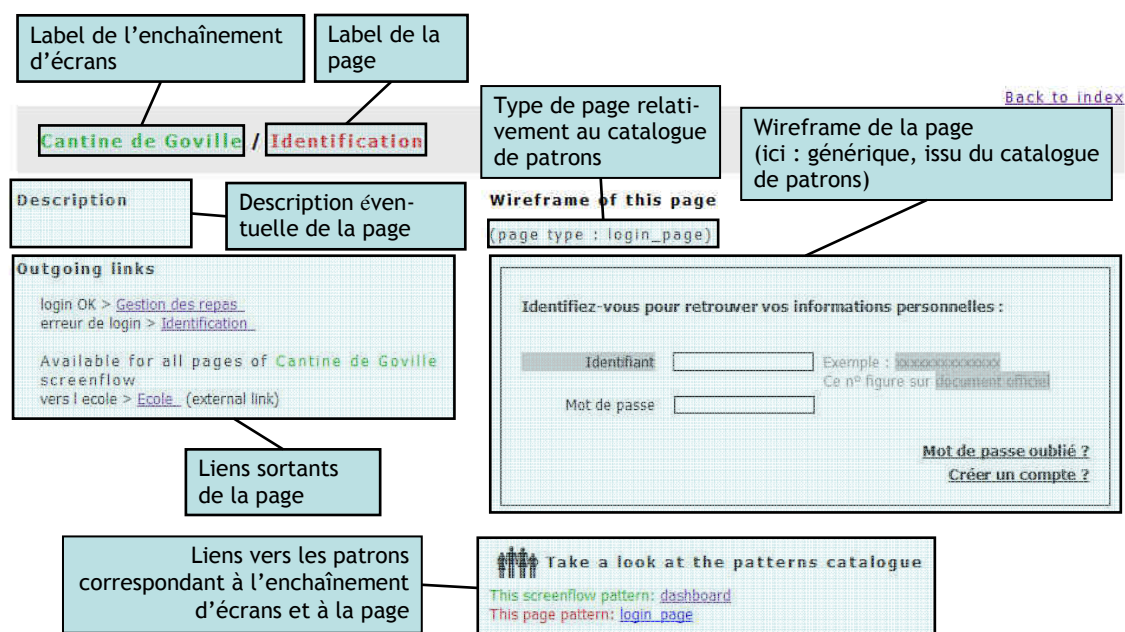 Label de l’enchaînement
d’écrans
Label de la
page
Back to index
Type de page relati-
vement au catalogue
de patrons
Wireframe de la page
(ici : générique, issu du catalogue
de patrons)
Cantine de Goville / Identification
Description
Description éven-
tuelle de la page
Wireframe of this page
(page type : login_page)
Outgoing links
login OK > Gestion des repas
erreur de login > Identification
Available for all pages of Cantine de Goville
screenflow
vers l ecole > Ecole (external link)
Liens sortants
de la page
Identifiez-vous pour retrouver vos informations personnelles :
Identifiant
Exemple : xxxxxxxxxxxxxx
Ce nº figure sur document officiel
Mot de passe
Mot de passe oublié ?
Créer un compte ?
Liens vers les patrons
correspondant à l’enchaînement
d’écrans et à la page
Take a look at the patterns catalogue
This screenflow pattern: dashboard
This page pattern: login_page